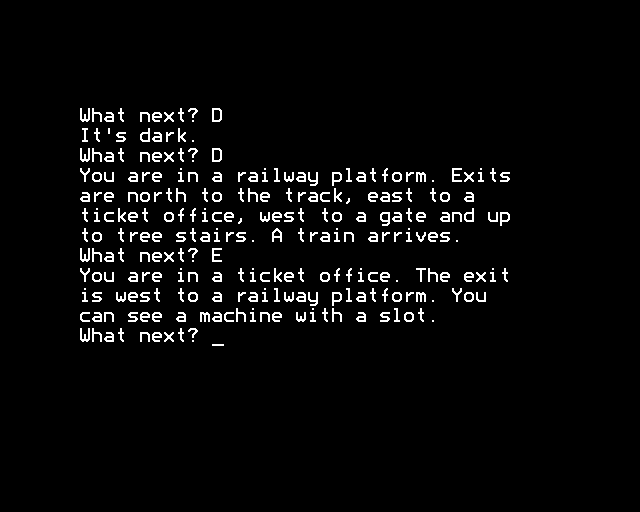 What next? D
It's dark.
What next? D
You are in a railway platform. Exits
are north to the track, east to a
ticket office, west to a gate and up
to tree stairs. A train arrives.
What next? E
You are in a ticket office. The exit
is west to a railway platform. You
can see a machine with a slot.
What next? _